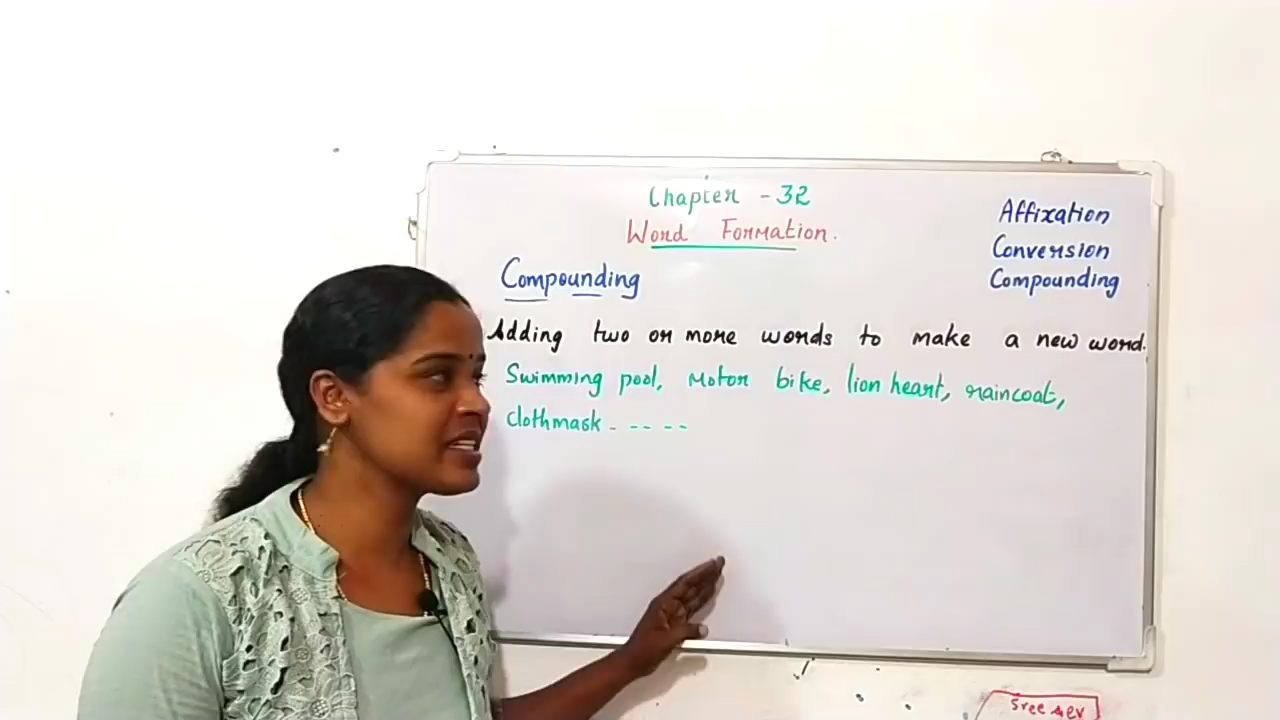 Chapter - 32
Word Formation.
Affixation
Conversion
Compounding
Compounding
Adding two or more words to make a new word.
Swimming pool, Motor bike, lion heart, raincoat,
Clothmask - -- --
Sree